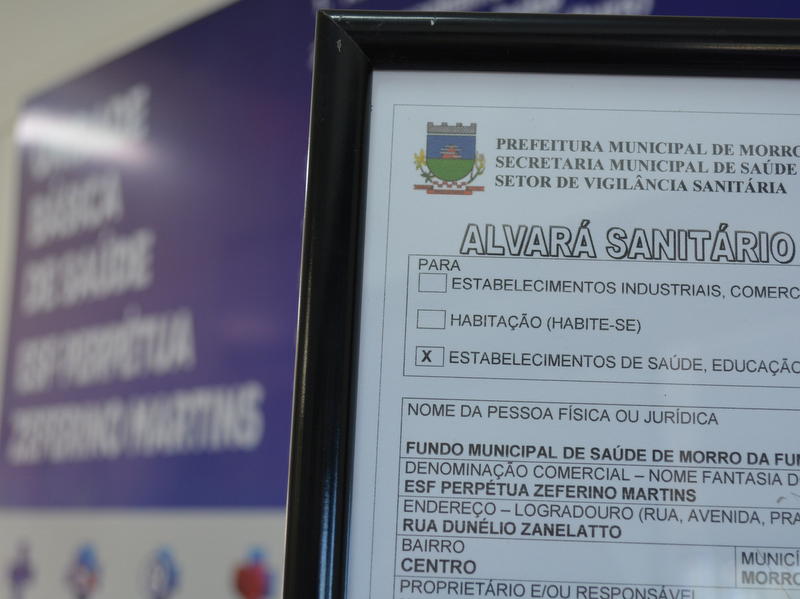 BÁSICA
DE SAÚDE
ESF PERPÉTUA
ZEFERINO MARTINS
PREFEITURA MUNICIPAL DE MORRO
SECRETARIA MUNICIPAL DE SAÚDE
SETOR DE VIGILÂNCIA SANITÁRIA
ALVARÁ SANITÁRIO
PARA
ESTABELECIMENTOS INDUSTRIAIS, COMERC
HABITAÇÃO (HABITE-SE)
X ESTABELECIMENTOS DE SAÚDE, EDUCAÇÃO
NOME DA PESSOA FÍSICA OU JURÍDICA
FUNDO MUNICIPAL DE SAÚDE DE MORRO DA FUM
DENOMINAÇÃO COMERCIAL – NOME FANTASIA D
ESF PERPÉTUA ZEFERINO MARTINS
ENDEREÇO – LOGRADOURO (RUA, AVENIDA, PRA
RUA DUNÉLIO ZANELATTO
BAIRRO
CENTRO
MUNICÍ
MORRO
PROPRIETÁRIO E/OU RESPONSÁVEL